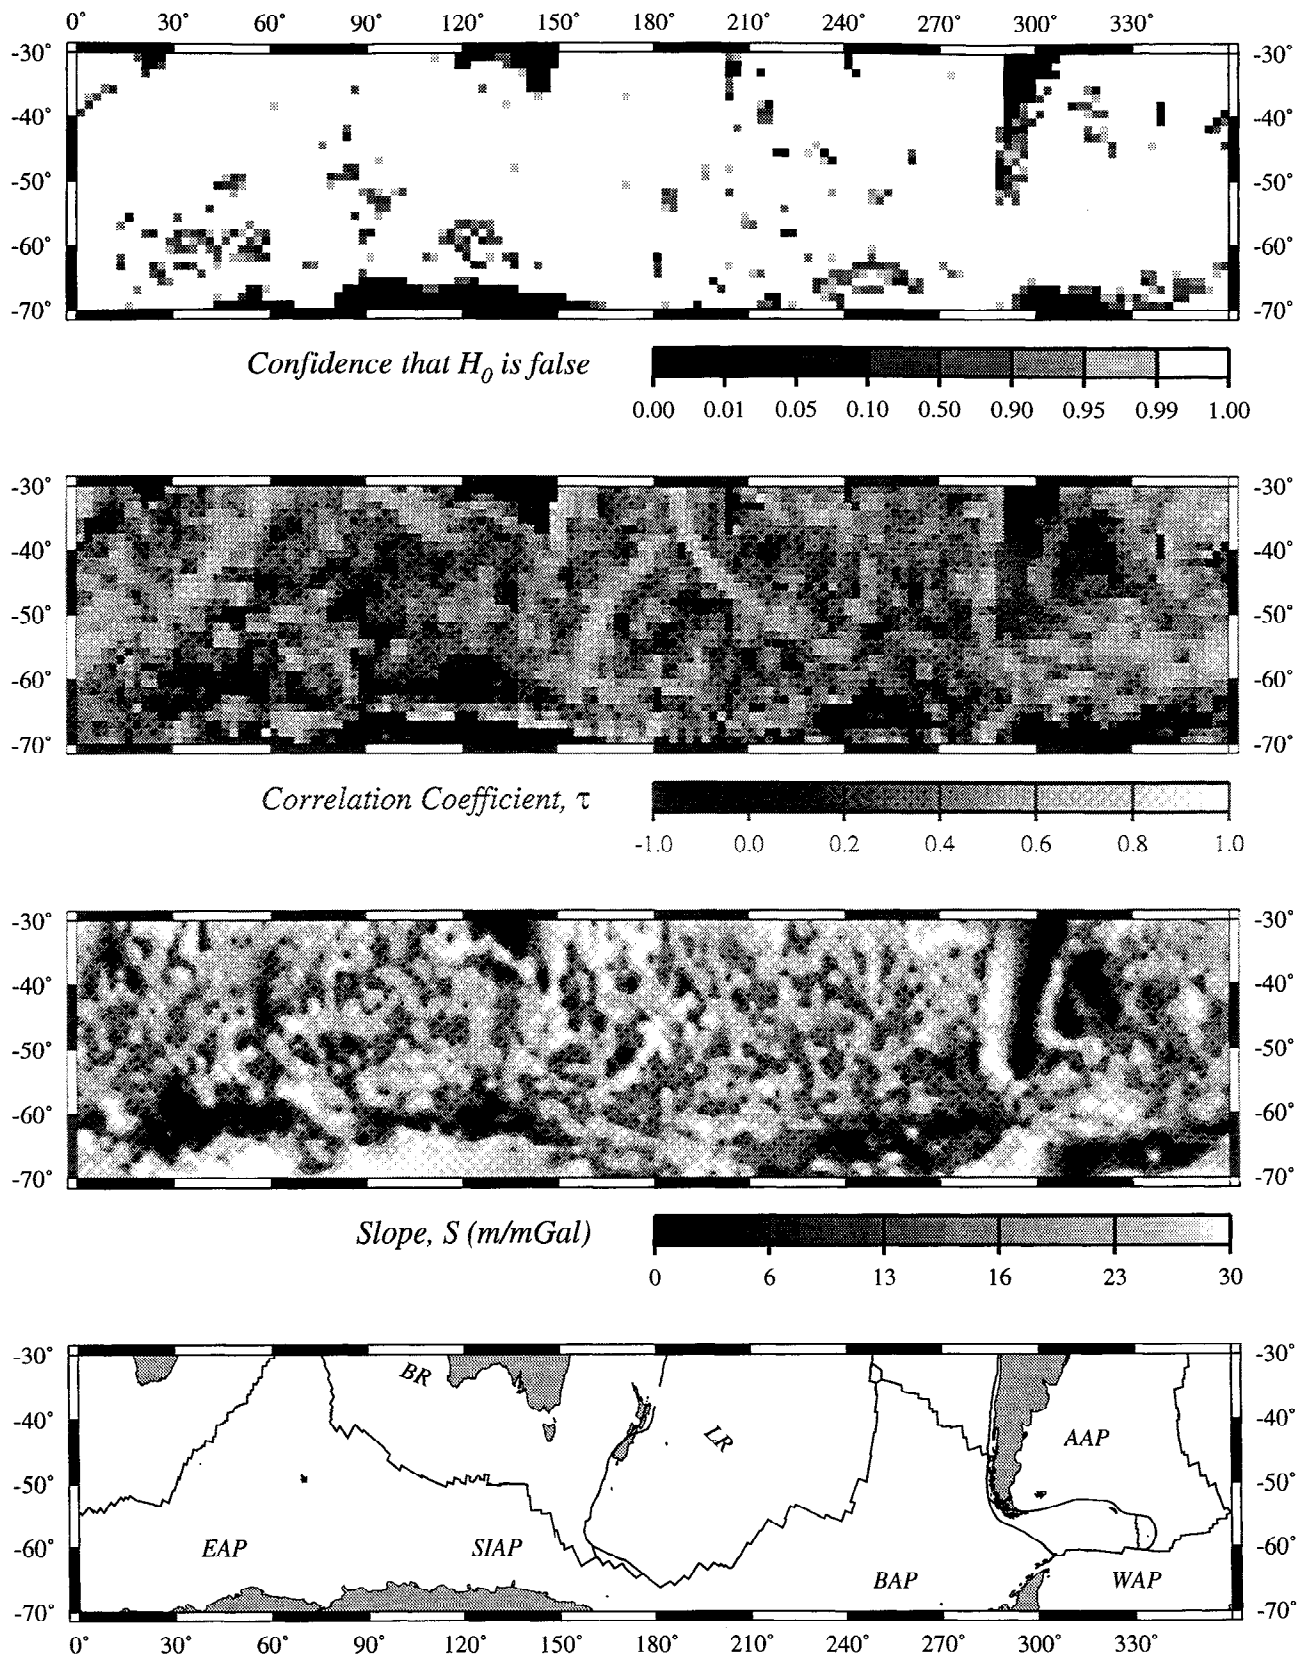 0° 30° 60° 90° 120° 150° 180° 210° 240° 270° 300° 330°
-30° -30°
-40° -40°
-50° -50°
-60° -60°
-70° -70°
Confidence that H0 is false
0.00 0.01 0.05 0.10 0.50 0.90 0.95 0.99 1.00
-30° -30°
-40° -40°
-50° -50°
-60° -60°
-70° -70°
Correlation Coefficient, τ
-1.0 0.0 0.2 0.4 0.6 0.8 1.0
-30° -30°
-40° -40°
-50° -50°
-60° -60°
-70° -70°
Slope, S (m/mGal)
0 6 13 16 23 30
-30° -30°
BR
-40° -40°
LR AAP
-50° -50°
EAP SIAP
-60° -60°
BAP WAP
-70° -70°
0° 30° 60° 90° 120° 150° 180° 210° 240° 270° 300° 330°